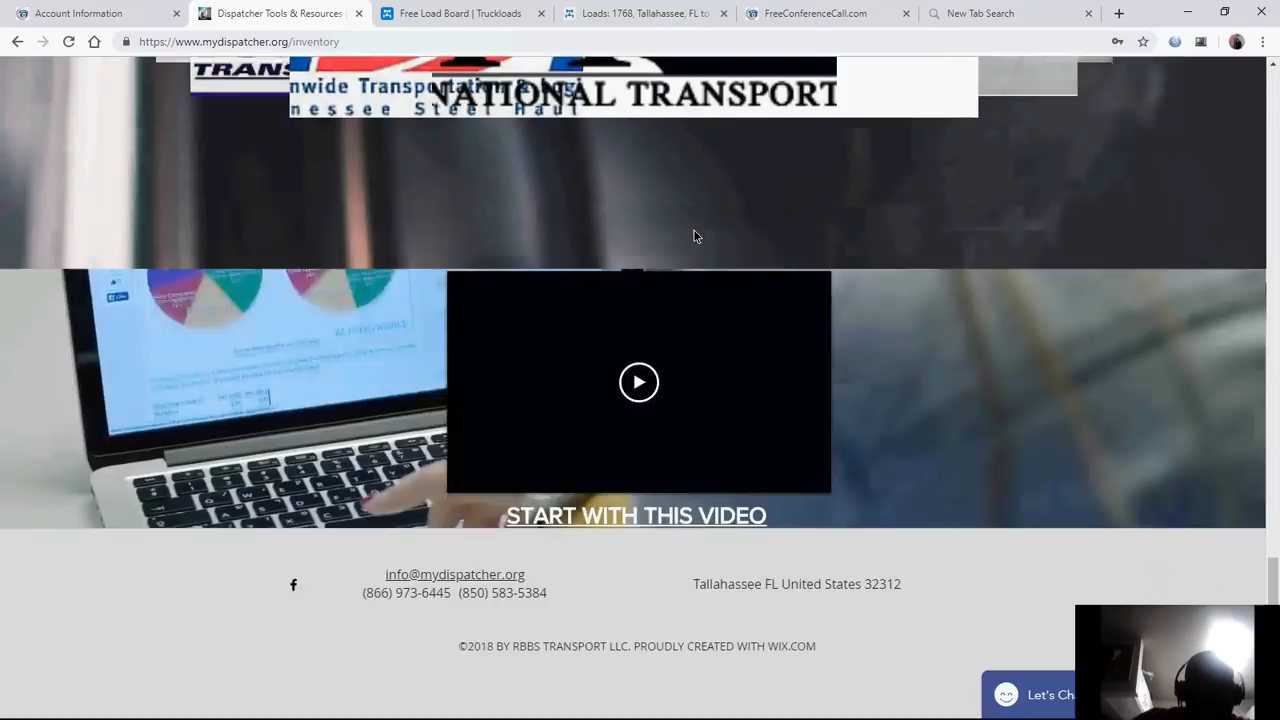 Account Information
Dispatcher Tools & Resources
Free Load Board | Truckloads
Loads: 1768, Tallahassee, FL to
FreeConferenceCall.com
New Tab Search
https://www.mydispatcher.org/inventory
TRANS
nwide Transport
NATIONAL TRANSPORT
nessee Steel Haul
START WITH THIS VIDEO
info@mydispatcher.org
(866) 973-6445 (850) 583-5384
Tallahassee FL United States 32312
©2018 BY RBBS TRANSPORT LLC. PROUDLY CREATED WITH WIX.COM
Let's Ch